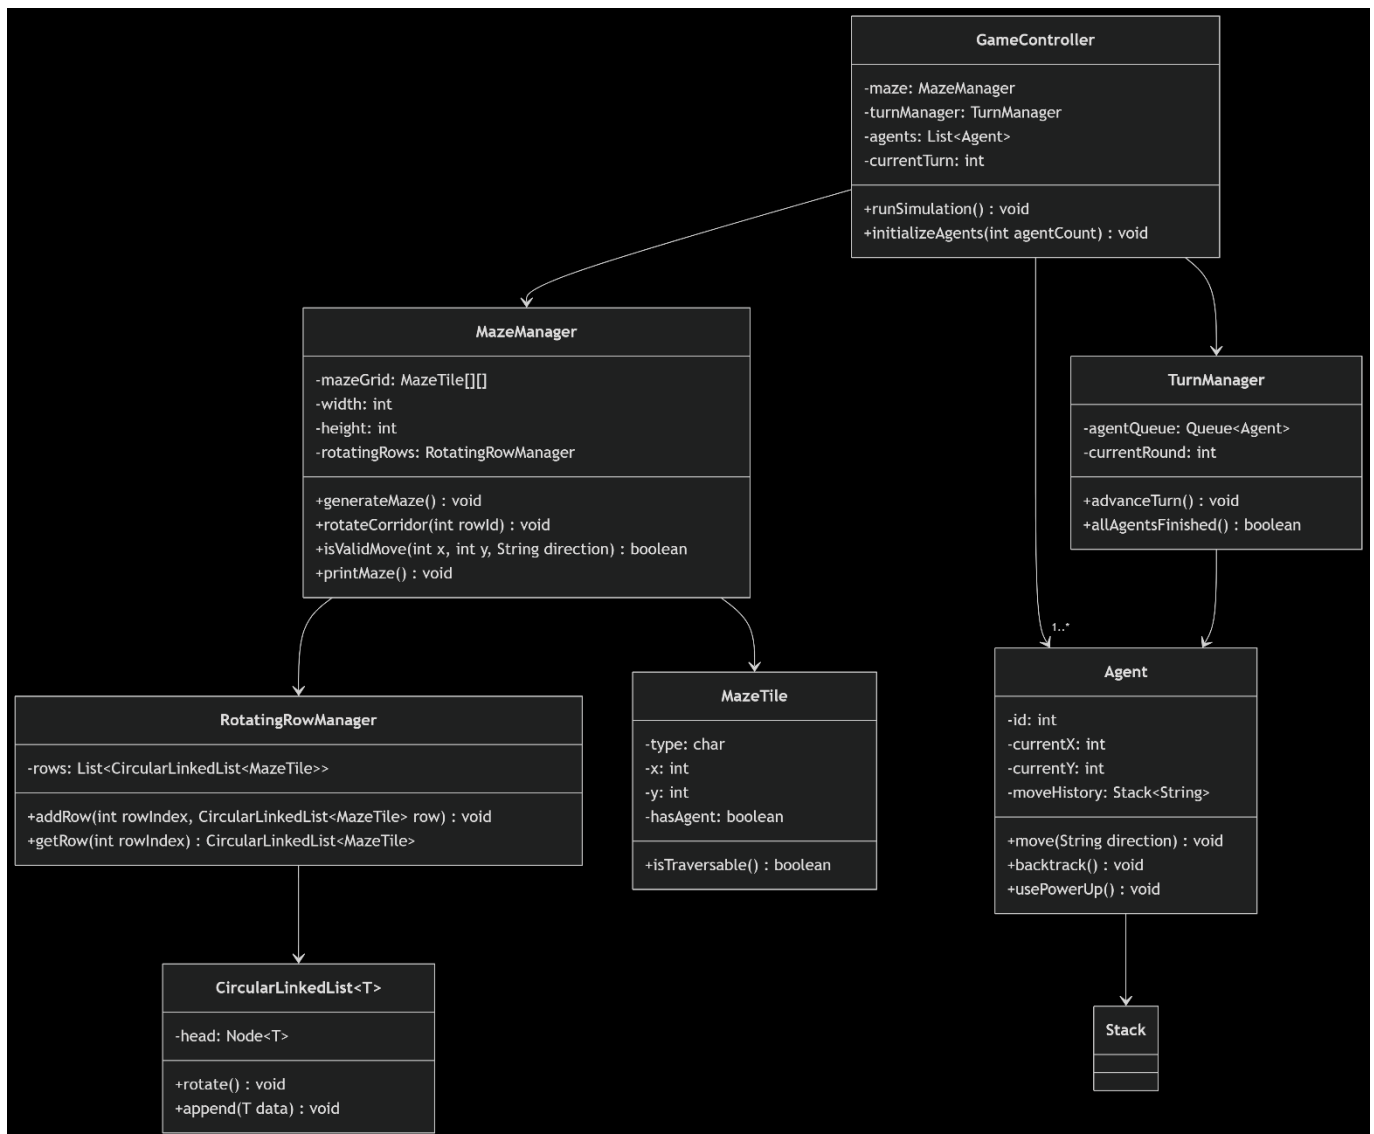 GameController
-maze: MazeManager
-turnManager: TurnManager
-agents: List<Agent>
-currentTurn: int
+runSimulation() : void
+initializeAgents(int agentCount) : void
MazeManager
-mazeGrid: MazeTile[][]
-width: int
-height: int
-rotatingRows: RotatingRowManager
+generateMaze() : void
+rotateCorridor(int rowId) : void
+isValidMove(int x, int y, String direction) : boolean
+printMaze() : void
TurnManager
-agentQueue: Queue<Agent>
-currentRound: int
+advanceTurn() : void
+allAgentsFinished() : boolean
1..*
RotatingRowManager
-rows: List<CircularLinkedList<MazeTile>>
+addRow(int rowIndex, CircularLinkedList<MazeTile> row) : void
+getRow(int rowIndex) : CircularLinkedList<MazeTile>
MazeTile
-type: char
-x: int
-y: int
-hasAgent: boolean
+isTraversable() : boolean
Agent
-id: int
-currentX: int
-currentY: int
-moveHistory: Stack<String>
+move(String direction) : void
+backtrack() : void
+usePowerUp() : void
CircularLinkedList<T>
-head: Node<T>
+rotate() : void
+append(T data) : void
Stack